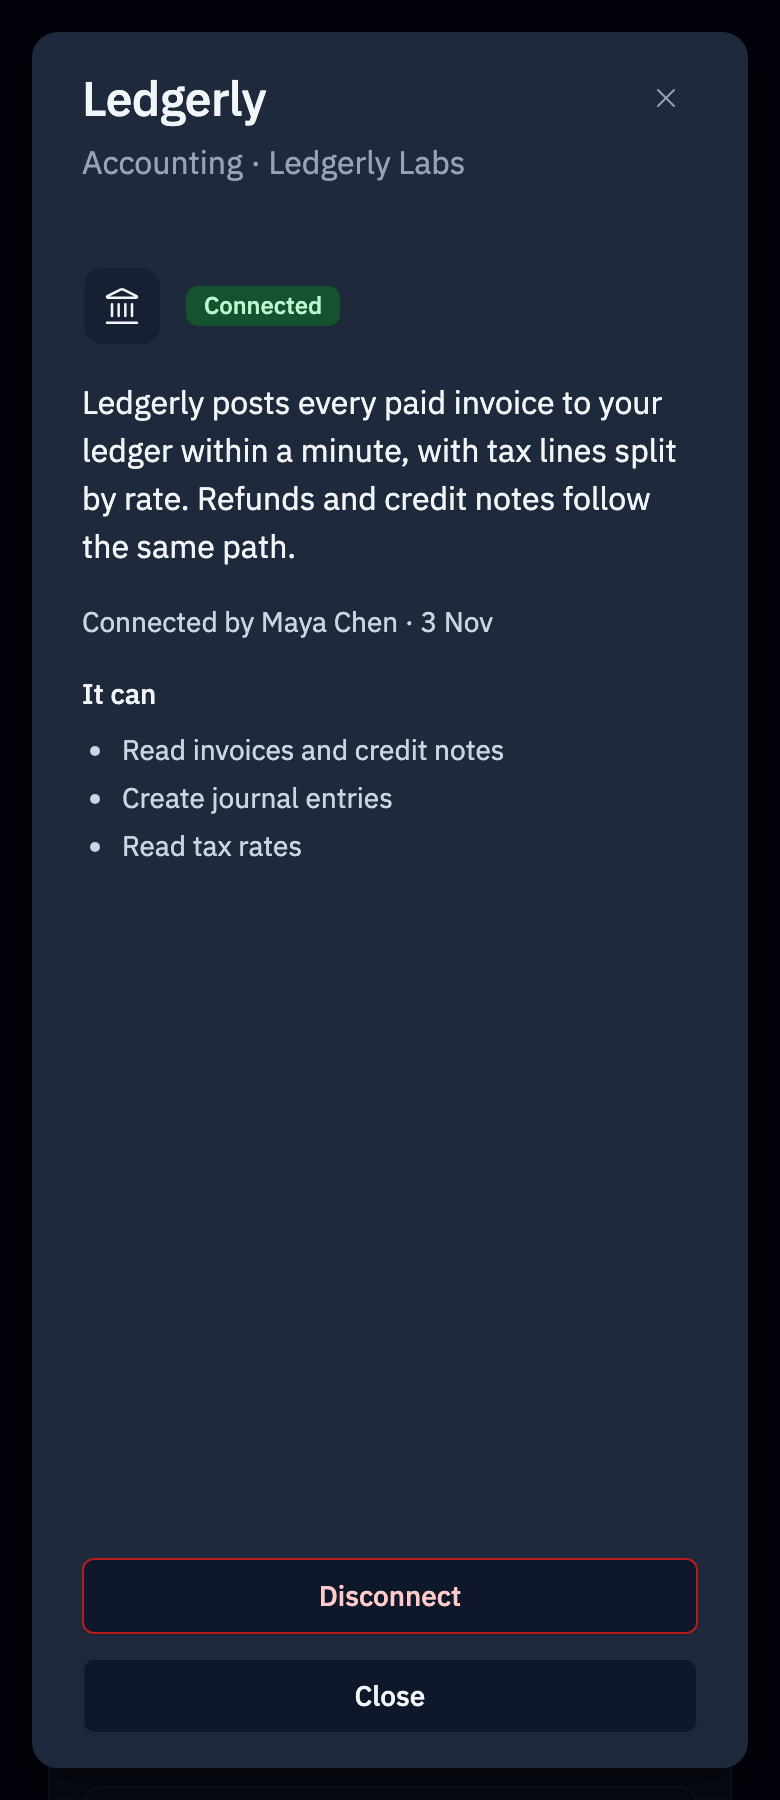 Ledgerly
Accounting · Ledgerly Labs
Connected
Ledgerly posts every paid invoice to your
ledger within a minute, with tax lines split
by rate. Refunds and credit notes follow
the same path.
Connected by Maya Chen · 3 Nov
It can
• Read invoices and credit notes
• Create journal entries
• Read tax rates
Disconnect
Close